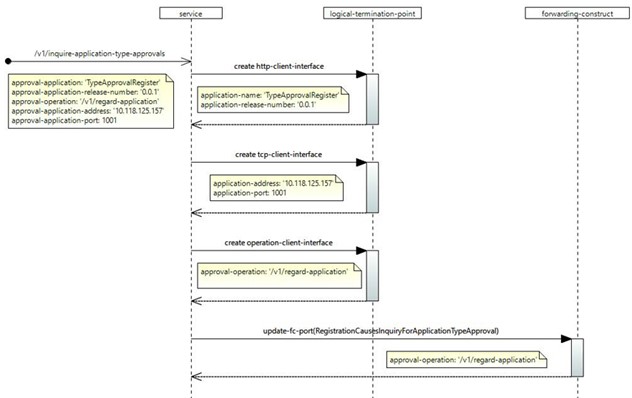 service
logical-termination-point
forwarding-construct
/v1/inquire-application-type-approvals
approval-application: 'TypeApprovalRegister'
approval-application-release-number: '0.0.1'
approval-operation: '/v1/regard-application'
approval-application-address: '10.118.125.157'
approval-application-port: 1001
create http-client-interface
application-name: 'TypeApprovalRegister'
application-release-number: '0.0.1'
create tcp-client-interface
application-address: '10.118.125.157'
application-port: 1001
create operation-client-interface
approval-operation: '/v1/regard-application'
update-fc-port(RegistrationCausesInquiryForApplicationTypeApproval)
approval-operation: '/v1/regard-application'